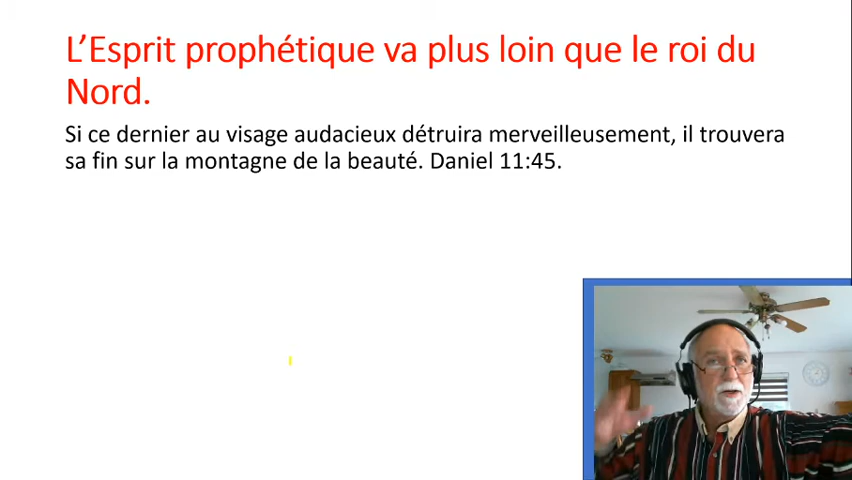 L’Esprit prophétique va plus loin que le roi du
Nord.
Si ce dernier au visage audacieux détruira merveilleusement, il trouvera
sa fin sur la montagne de la beauté. Daniel 11:45.